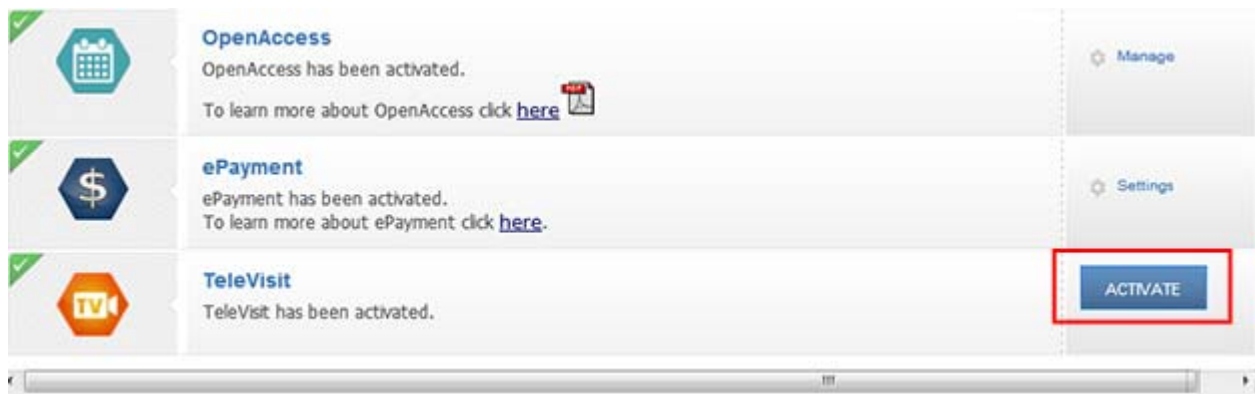 OpenAccess
OpenAccess has been activated.
Manage
To learn more about OpenAccess click here
ePayment
ePayment has been activated.
Settings
To learn more about ePayment click here.
TeleVisit
ACTIVATE
TeleVisit has been activated.
TV